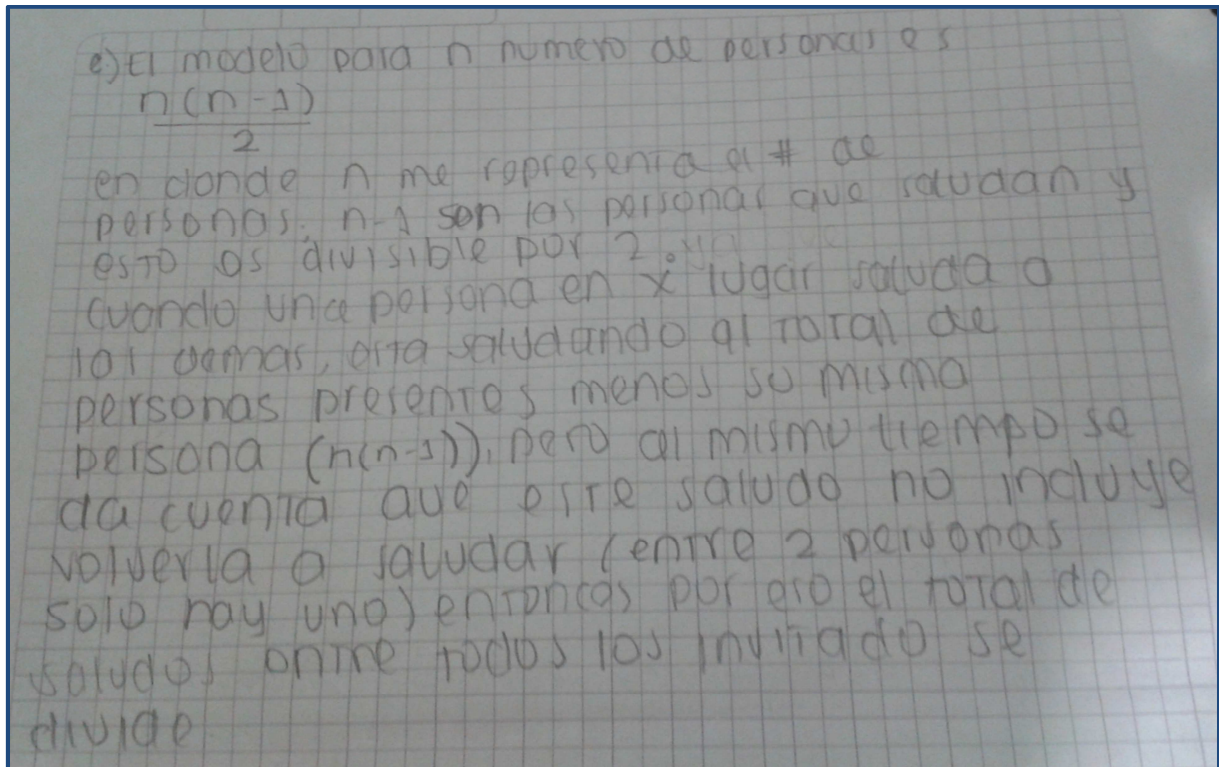 e) El modelo para n numero de personas es
n(n-1)
2
en donde n me representa al # de
personas; n-1 son las personas que saludan y
esto es divisible por 2
cuando una persona en x° lugar saluda a
los demas, esta saludando al total de
personas presentes menos su misma
persona (n(n-1)), pero al mismo tiempo se
da cuenta que este saludo no incluye
volverla a saludar (entre 2 personas
solo hay uno) entonces por eso el total de
saludos entre todos los invitado se
divide